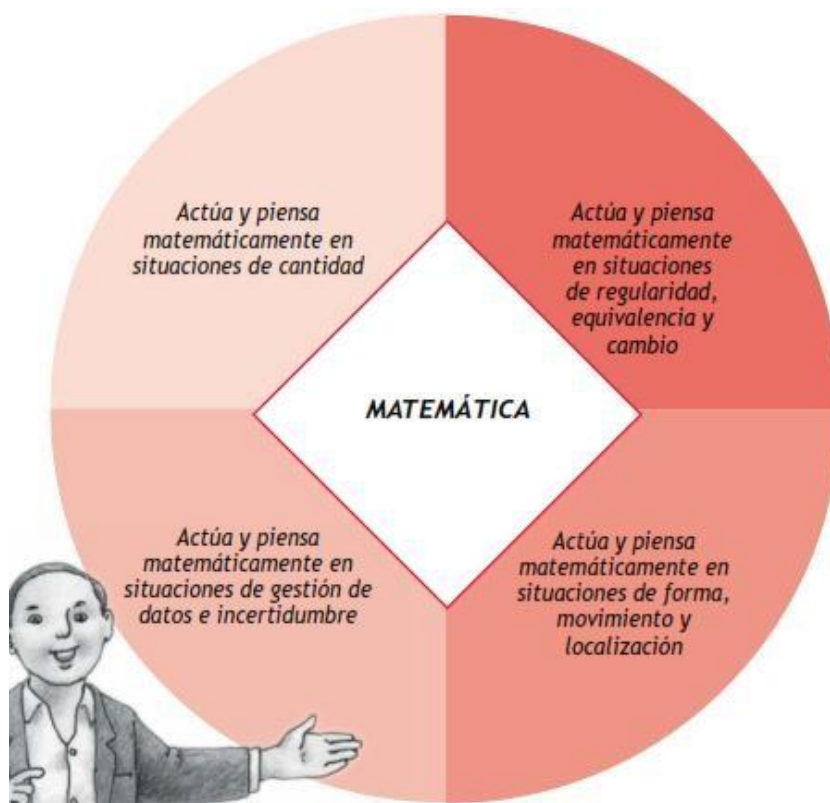 Actúa y piensa
matemáticamente en
situaciones de cantidad
Actúa y piensa
matemáticamente
en situaciones
de regularidad,
equivalencia y
cambio
MATEMÁTICA
Actúa y piensa
matemáticamente en
situaciones de gestión de
datos e incertidumbre
Actúa y piensa
matemáticamente en
situaciones de forma,
movimiento y
localización